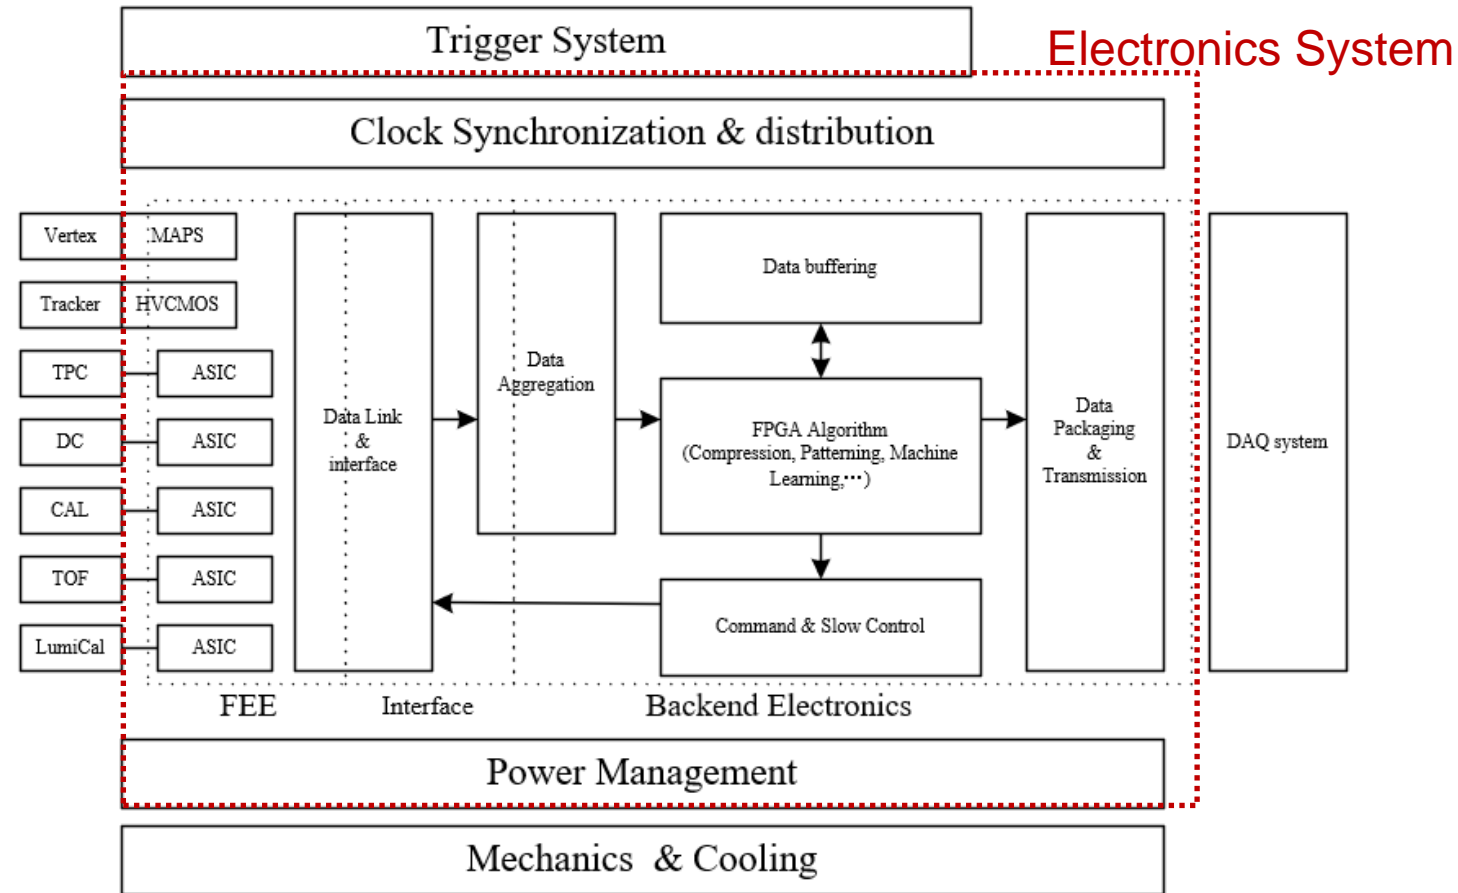 Trigger System
Electronics System
Clock Synchronization & distribution
Vertex
MAPS
Tracker
HVCMOS
TPC
ASIC
DC
ASIC
CAL
ASIC
TOF
ASIC
LumiCal
ASIC
Data Link
&
interface
Data
Aggregation
Data buffering
FPGA Algorithm
(Compression, Patterning, Machine
Learning,…)
Command & Slow Control
Data
Packaging
&
Transmission
DAQ system
FEE
Interface
Backend Electronics
Power Management
Mechanics & Cooling